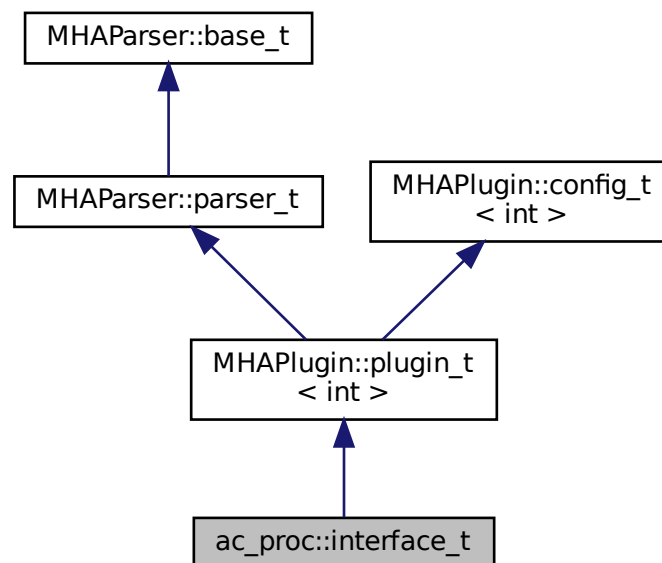 MHAParser::base_t
MHAParser::parser_t
MHAPlugin::config_t
< int >
MHAPlugin::plugin_t
< int >
ac_proc::interface_t